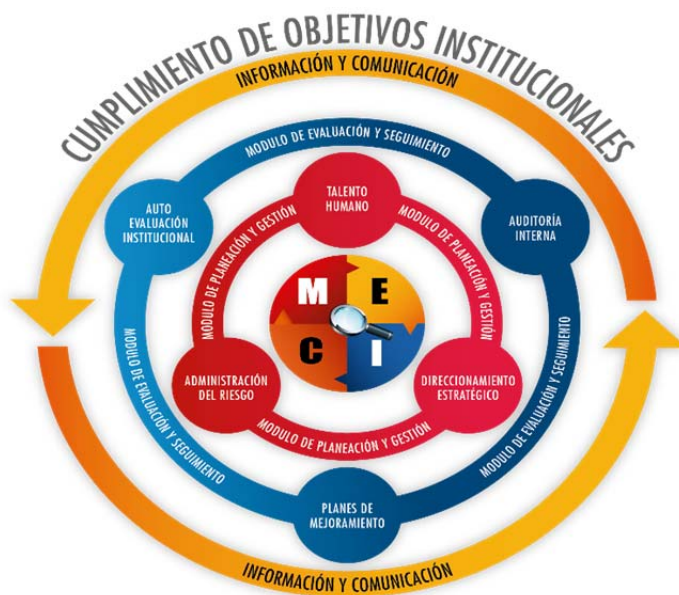 CUMPLIMIENTO DE OBJETIVOS INSTITUCIONALES
INFORMACIÓN Y COMUNICACIÓN
MODULO DE EVALUACIÓN Y SEGUIMIENTO
AUTO
EVALUACIÓN
INSTITUCIONAL
TALENTO
HUMANO
AUDITORÍA
INTERNA
MODULO DE PLANEACIÓN Y GESTIÓN
MODULO DE PLANEACIÓN Y GESTIÓN
M E
C I
MODULO DE EVALUACIÓN Y SEGUIMIENTO
MODULO DE EVALUACIÓN Y SEGUIMIENTO
ADMINISTRACIÓN
DEL RIESGO
DIRECCIONAMIENTO
ESTRATÉGICO
MODULO DE PLANEACIÓN Y GESTIÓN
PLANES DE
MEJORAMIENTO
INFORMACIÓN Y COMUNICACIÓN